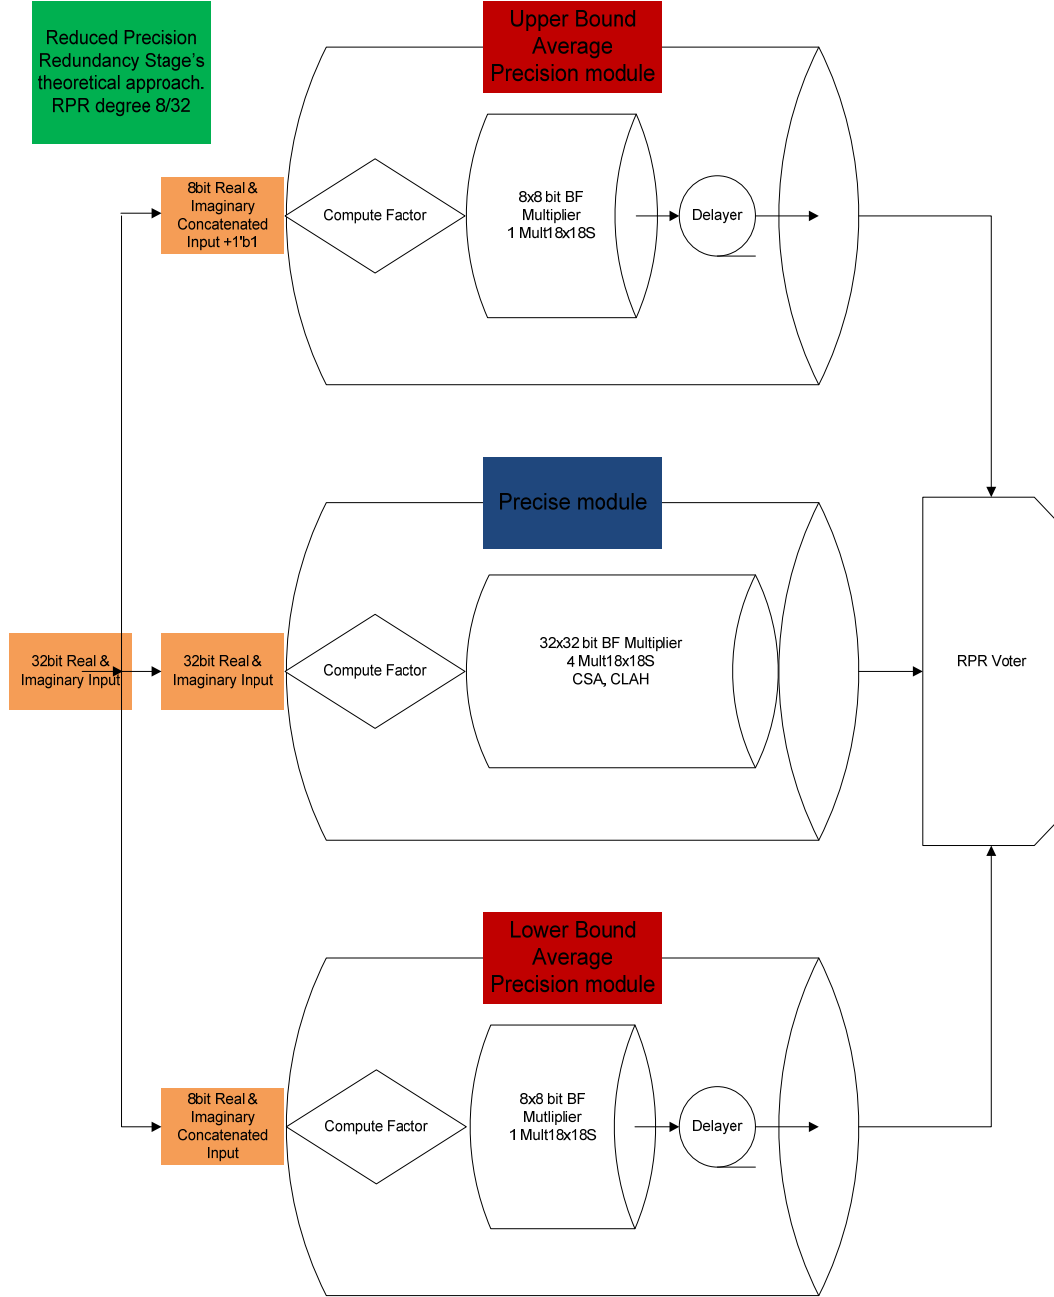 Reduced Precision
Redundancy Stage's
theoretical approach.
RPR degree 8/32
Upper Bound
Average
Precision module
8bit Real &
Imaginary
Concatenated
Input +1'b1
Compute Factor
8x8 bit BF
Multiplier
1 Mult18x18S
Delayer
Precise module
32bit Real &
Imaginary Input
32bit Real &
Imaginary Input
Compute Factor
32x32 bit BF Multiplier
4 Mult18x18S
CSA, CLAH
RPR Voter
Lower Bound
Average
Precision module
8bit Real &
Imaginary
Concatenated
Input
Compute Factor
8x8 bit BF
Mutliplier
1 Mult18x18S
Delayer